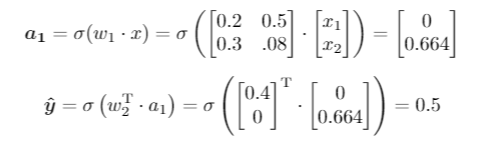 a₁ = σ(w₁ · x) = σ([0.2 0.5; 0.3 .08] · [x₁; x₂]) = [0; 0.664]
ŷ = σ(w₂ᵀ · a₁) = σ([0.4; 0]ᵀ · [0; 0.664]) = 0.5